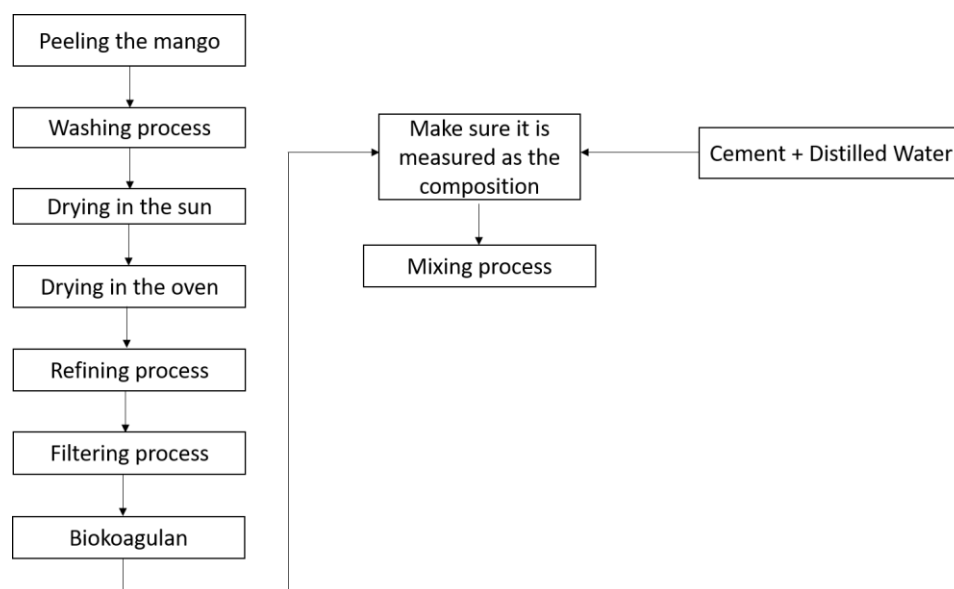 Peeling the mango
Washing process
Drying in the sun
Drying in the oven
Refining process
Filtering process
Biokoagulan
Make sure it is
measured as the
composition
Mixing process
Cement + Distilled Water